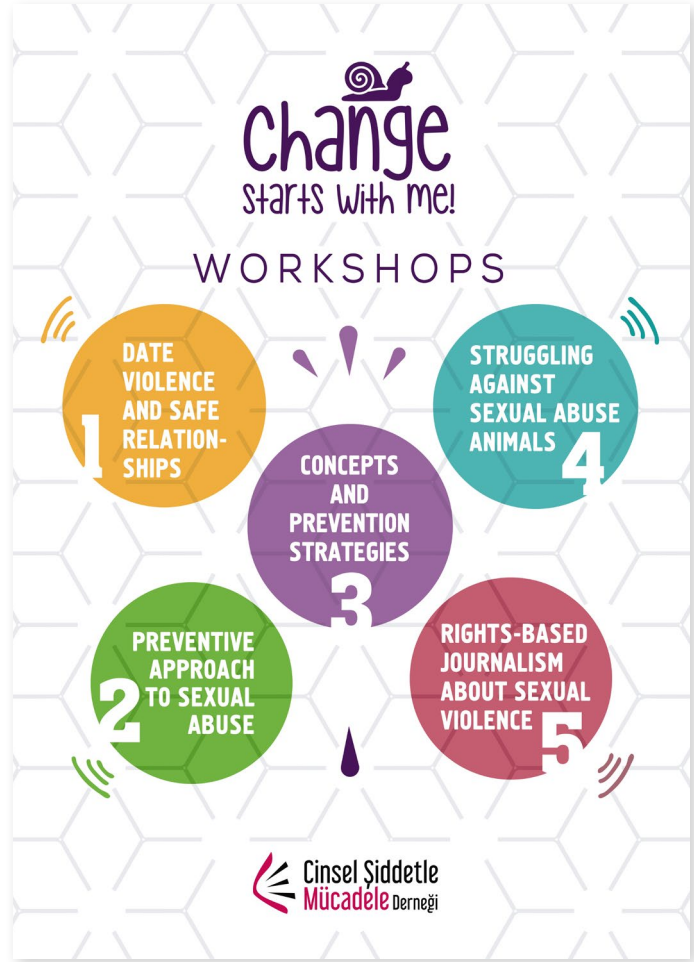 Change
starts with me!
WORKSHOPS
DATE
VIOLENCE
AND SAFE
RELATION-
SHIPS
1
PREVENTIVE
APPROACH
TO SEXUAL
ABUSE
2
CONCEPTS
AND
PREVENTION
STRATEGIES
3
STRUGGLING
AGAINST
SEXUAL ABUSE
ANIMALS
4
RIGHTS-BASED
JOURNALISM
ABOUT SEXUAL
VIOLENCE
5
Cinsel Şiddetle
Mücadele Derneği